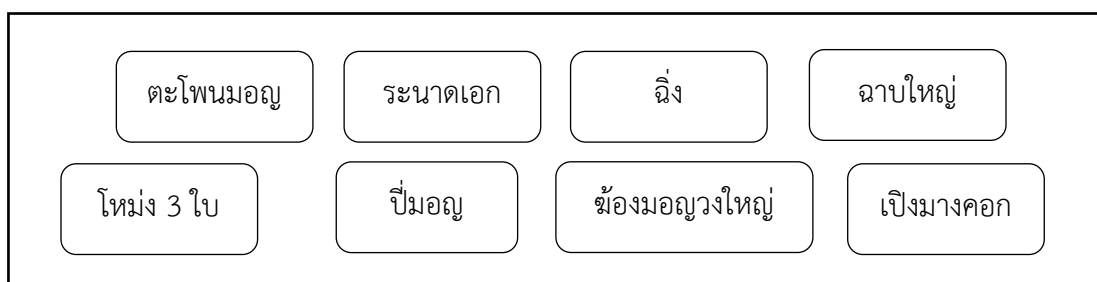 ตะโพนมอญ ระนาดเอก ฉิ่ง ฉาบใหญ่
โหม่ง 3 ใบ ปี่มอญ ฆ้องมอญวงใหญ่ เปิงมางคอก